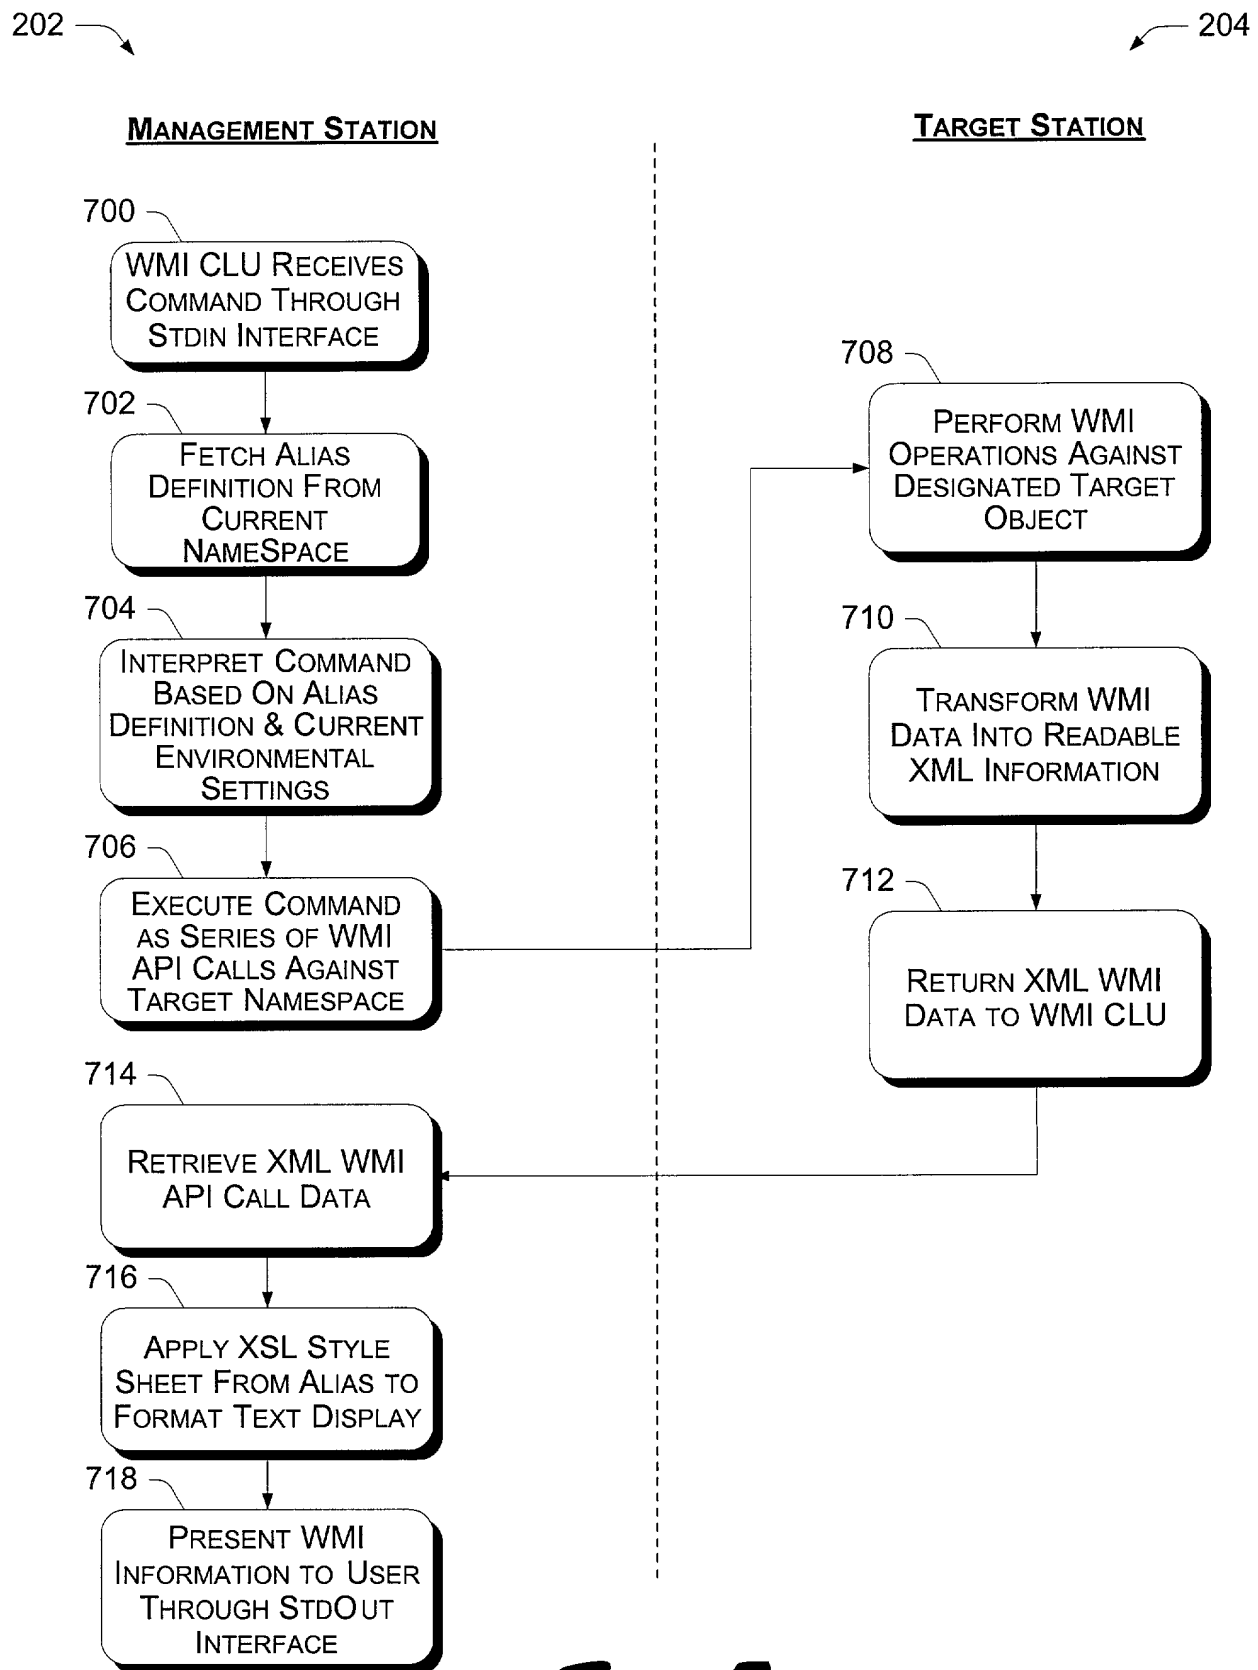 202
204
MANAGEMENT STATION
TARGET STATION
700
WMI CLU RECEIVES
COMMAND THROUGH
STDIN INTERFACE
702
FETCH ALIAS
DEFINITION FROM
CURRENT
NAMESPACE
704
INTERPRET COMMAND
BASED ON ALIAS
DEFINITION & CURRENT
ENVIRONMENTAL
SETTINGS
706
EXECUTE COMMAND
AS SERIES OF WMI
API CALLS AGAINST
TARGET NAMESPACE
708
PERFORM WMI
OPERATIONS AGAINST
DESIGNATED TARGET
OBJECT
710
TRANSFORM WMI
DATA INTO READABLE
XML INFORMATION
712
RETURN XML WMI
DATA TO WMI CLU
714
RETRIEVE XML WMI
API CALL DATA
716
APPLY XSL STYLE
SHEET FROM ALIAS TO
FORMAT TEXT DISPLAY
718
PRESENT WMI
INFORMATION TO USER
THROUGH STDOUT
INTERFACE